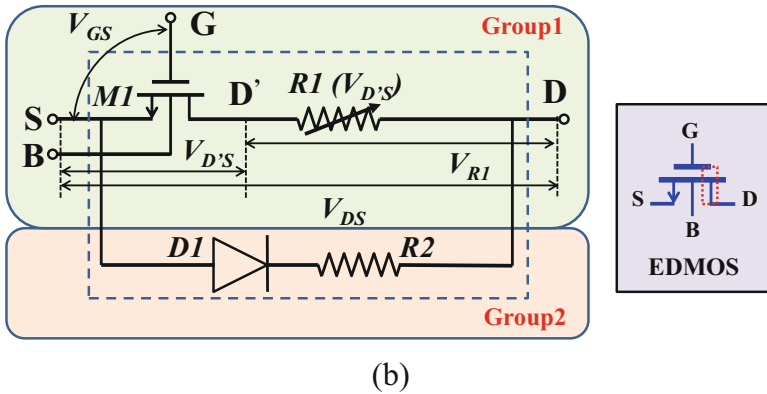 Group1
V_GS
G
M1
D'
R1 (V_D'S)
D
S
B
V_D'S
V_R1
V_DS
D1
R2
Group2
G
S
D
B
EDMOS
(b)